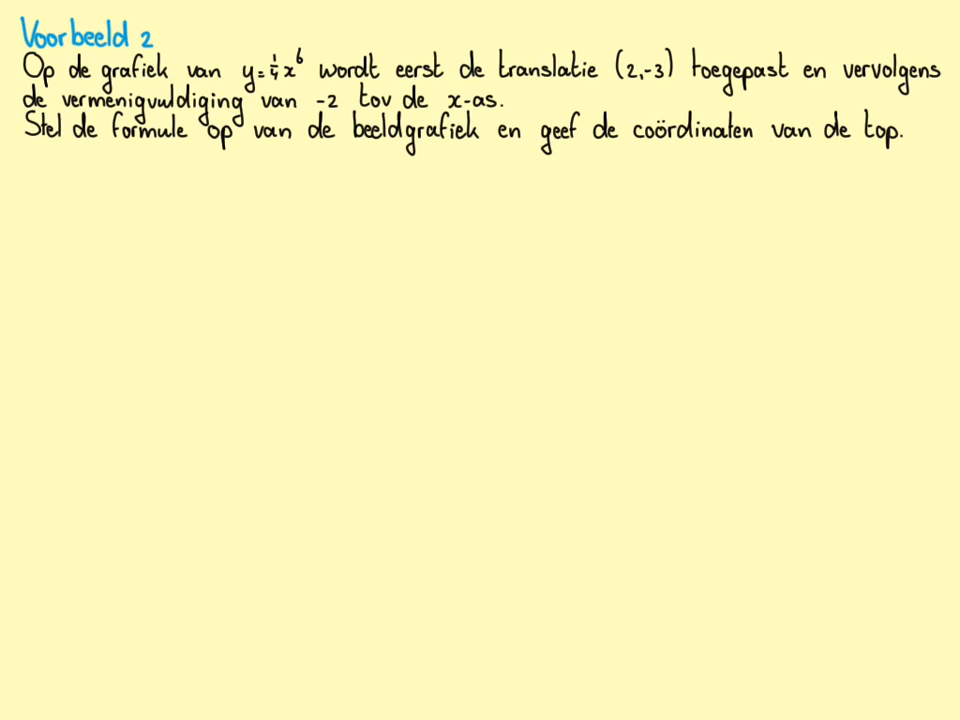 Voorbeeld 2
Op de grafiek van y=¼x⁶ wordt eerst de translatie (2,-3) toegepast en vervolgens
de vermenigvuldiging van -2 tov de x-as.
Stel de formule op van de beeldgrafiek en geef de coördinaten van de top.